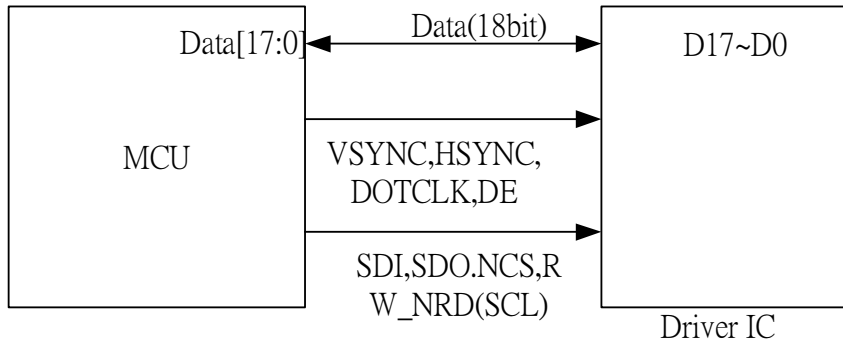 Data[17:0]
Data(18bit)
D17~D0
MCU
VSYNC,HSYNC,
DOTCLK,DE
SDI,SDO.NCS,R
W_NRD(SCL)
Driver IC